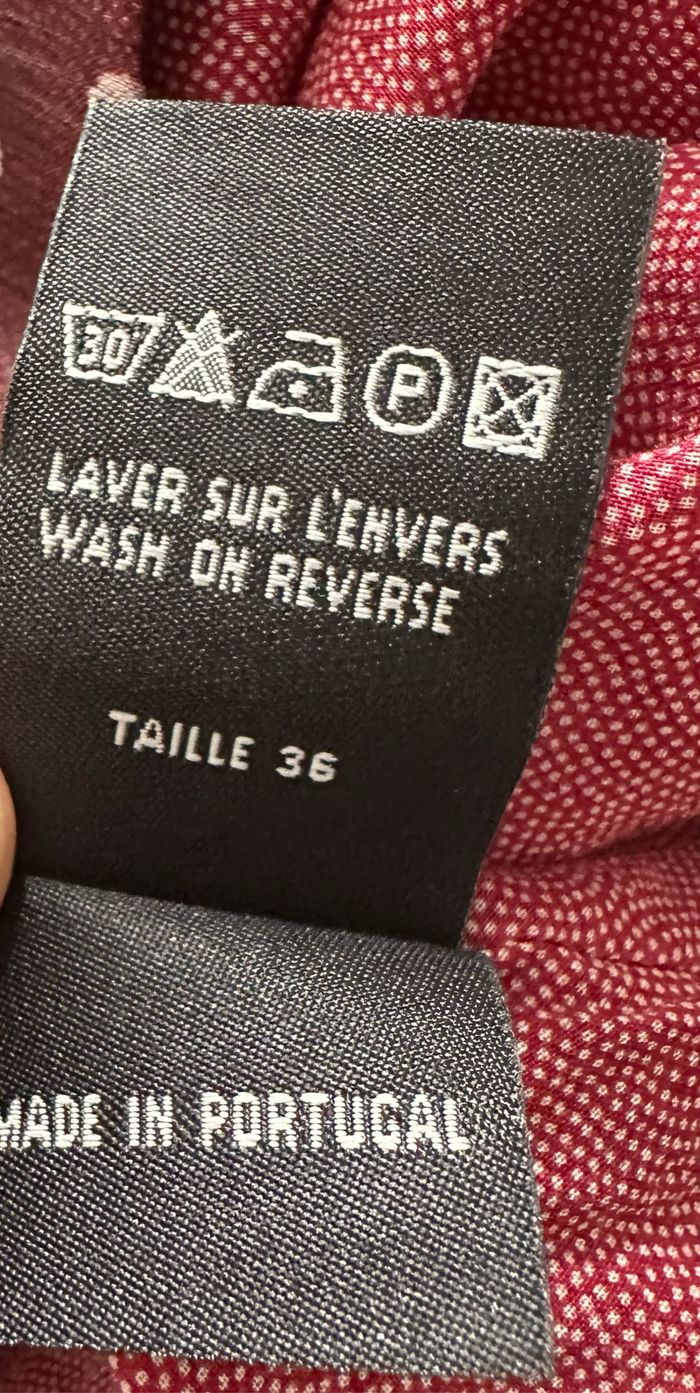 30 P
LAVER SUR L'ENVERS
WASH ON REVERSE
TAILLE 36
MADE IN PORTUGAL